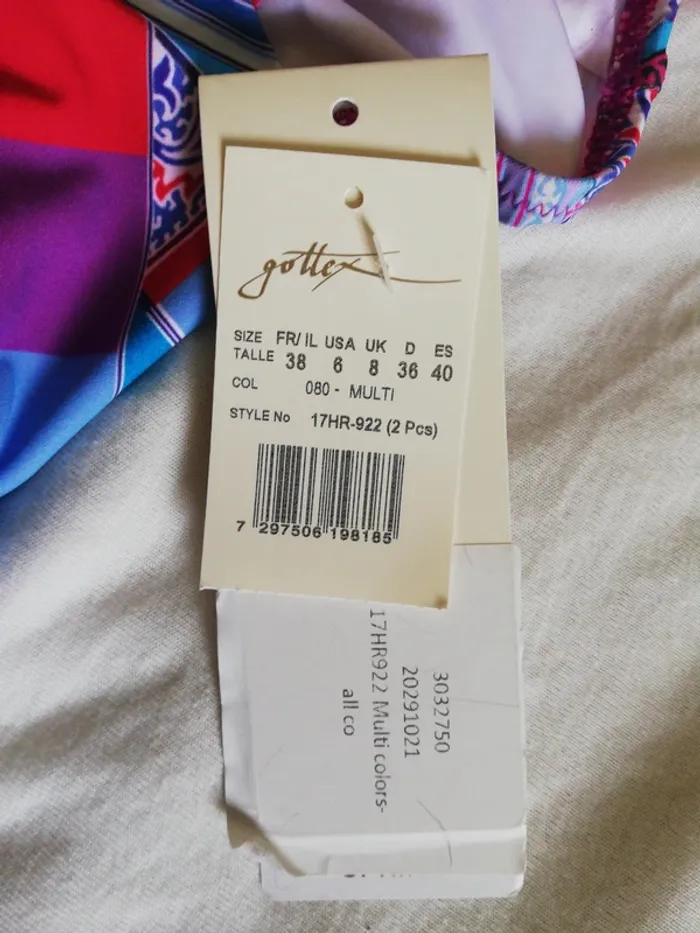 gottex
SIZE FR/IL USA UK D ES
TALLE 38 6 8 36 40
COL 080 - MULTI
STYLE No 17HR-922 (2 Pcs)
7 297506 198185
3032750
20291021
17HR922 Multi colors-
all co